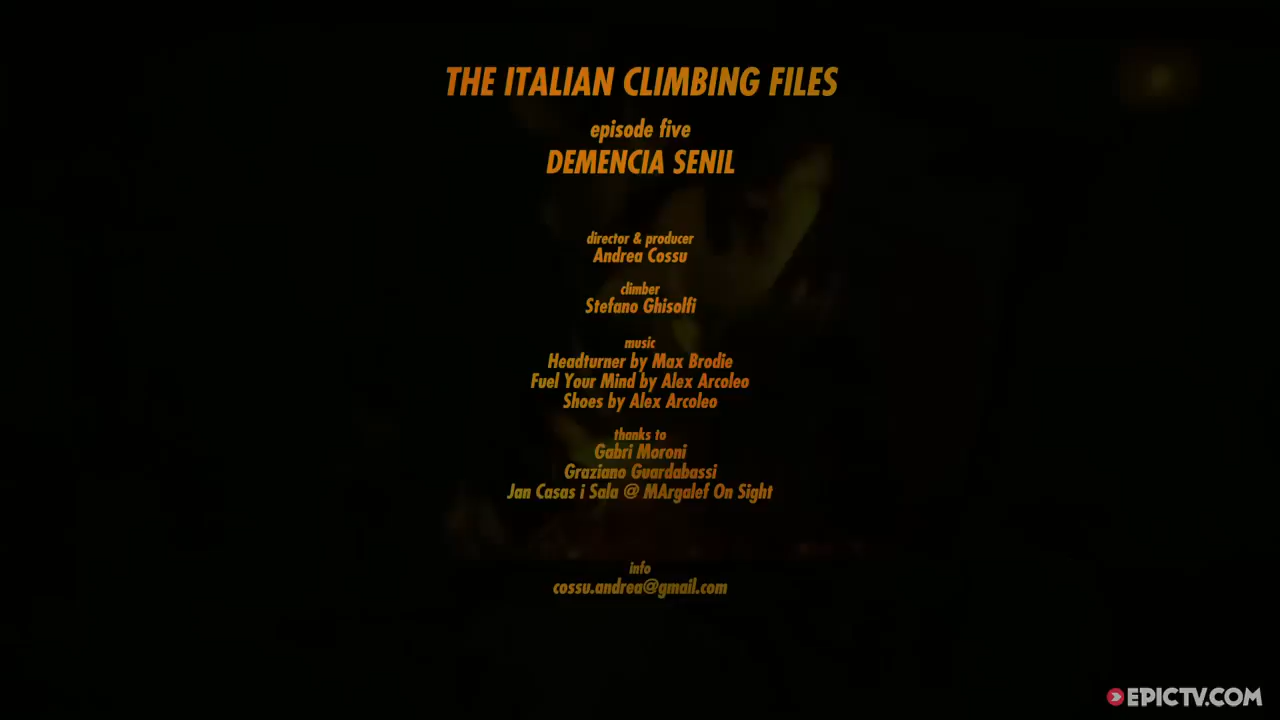 THE ITALIAN CLIMBING FILES
episode five
DEMENCIA SENIL
director & producer
Andrea Cossu
climber
Stefano Ghisolfi
music
Headturner by Max Brodie
Fuel Your Mind by Alex Arcoleo
Shoes by Alex Arcoleo
thanks to
Gabri Moroni
Graziano Guardabassi
Jan Casas i Sala @ MArgalef On Sight
info
cossu.andrea@gmail.com
EPICTV.COM